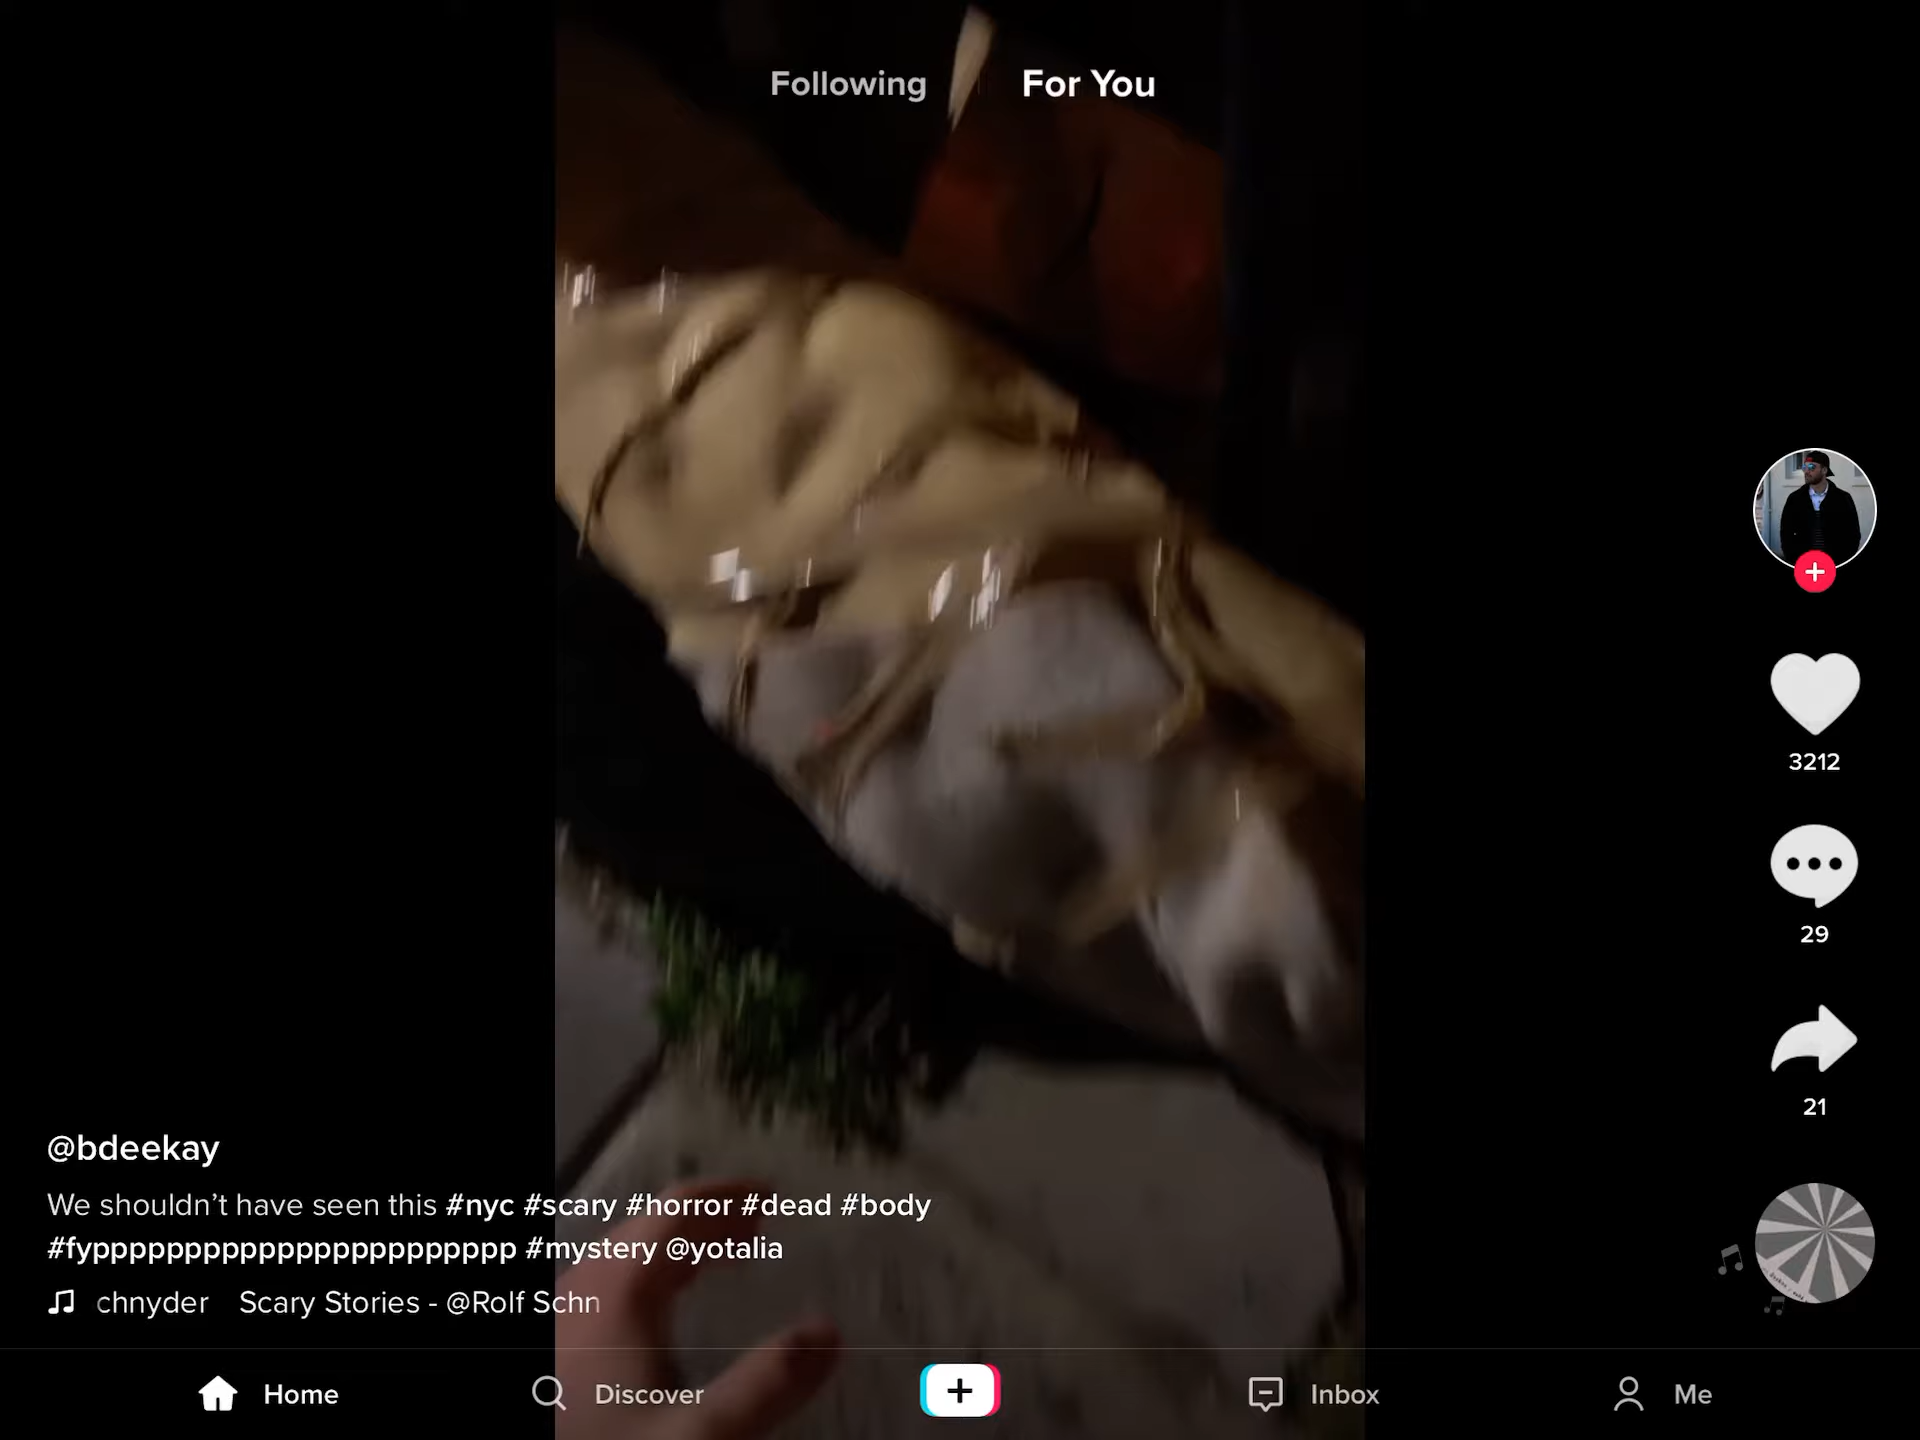 Following For You
3212
29
21
@bdeekay
We shouldn’t have seen this #nyc #scary #horror #dead #body
#fyppppppppppppppppppppppp #mystery @yotalia
chnyder Scary Stories - @Rolf Schn
Home Discover Inbox Me